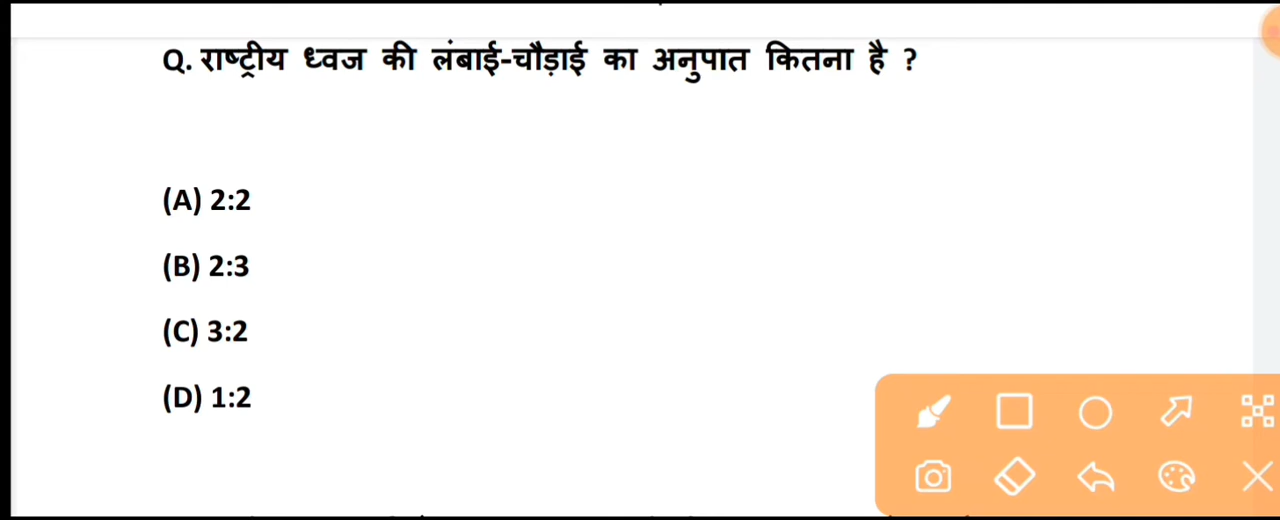 Q. राष्ट्रीय ध्वज की लंबाई-चौड़ाई का अनुपात कितना है ?
(A) 2:2
(B) 2:3
(C) 3:2
(D) 1:2